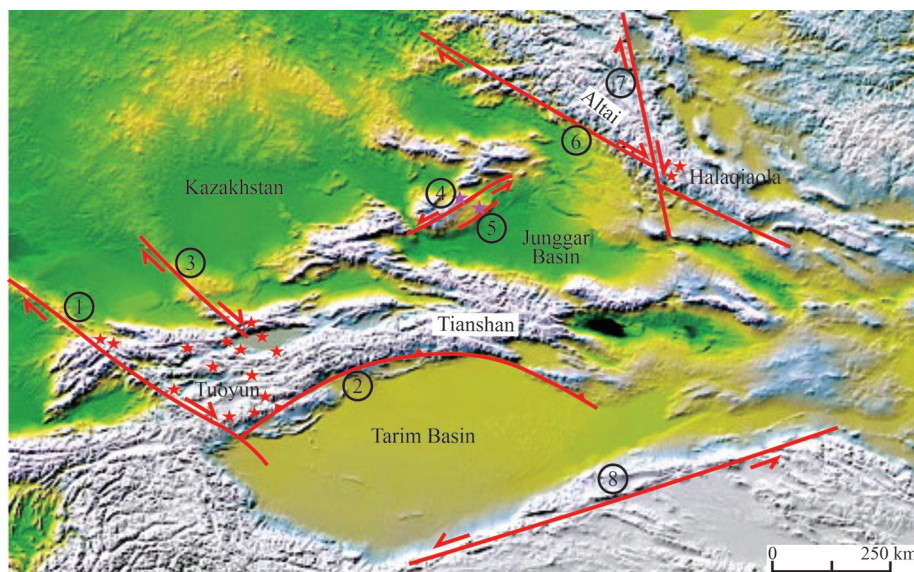 Altai
⑦
⑥
Halaqiaola
Kazakhstan
④
⑤
Junggar
Basin
③
①
Tianshan
Tuoyun
②
Tarim Basin
⑧
0 250 km